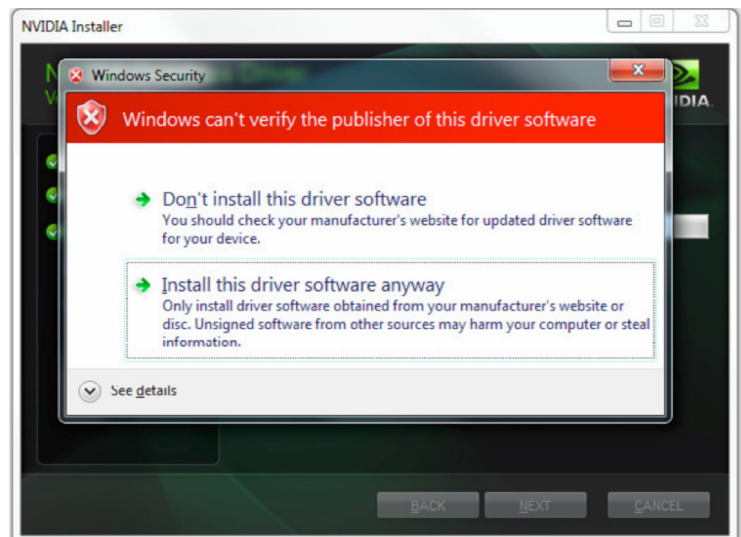 NVIDIA Installer
Windows Security
Windows can't verify the publisher of this driver software
Don't install this driver software
You should check your manufacturer's website for updated driver software
for your device.
Install this driver software anyway
Only install driver software obtained from your manufacturer's website or
disc. Unsigned software from other sources may harm your computer or steal
information.
See details
BACK
NEXT
CANCEL